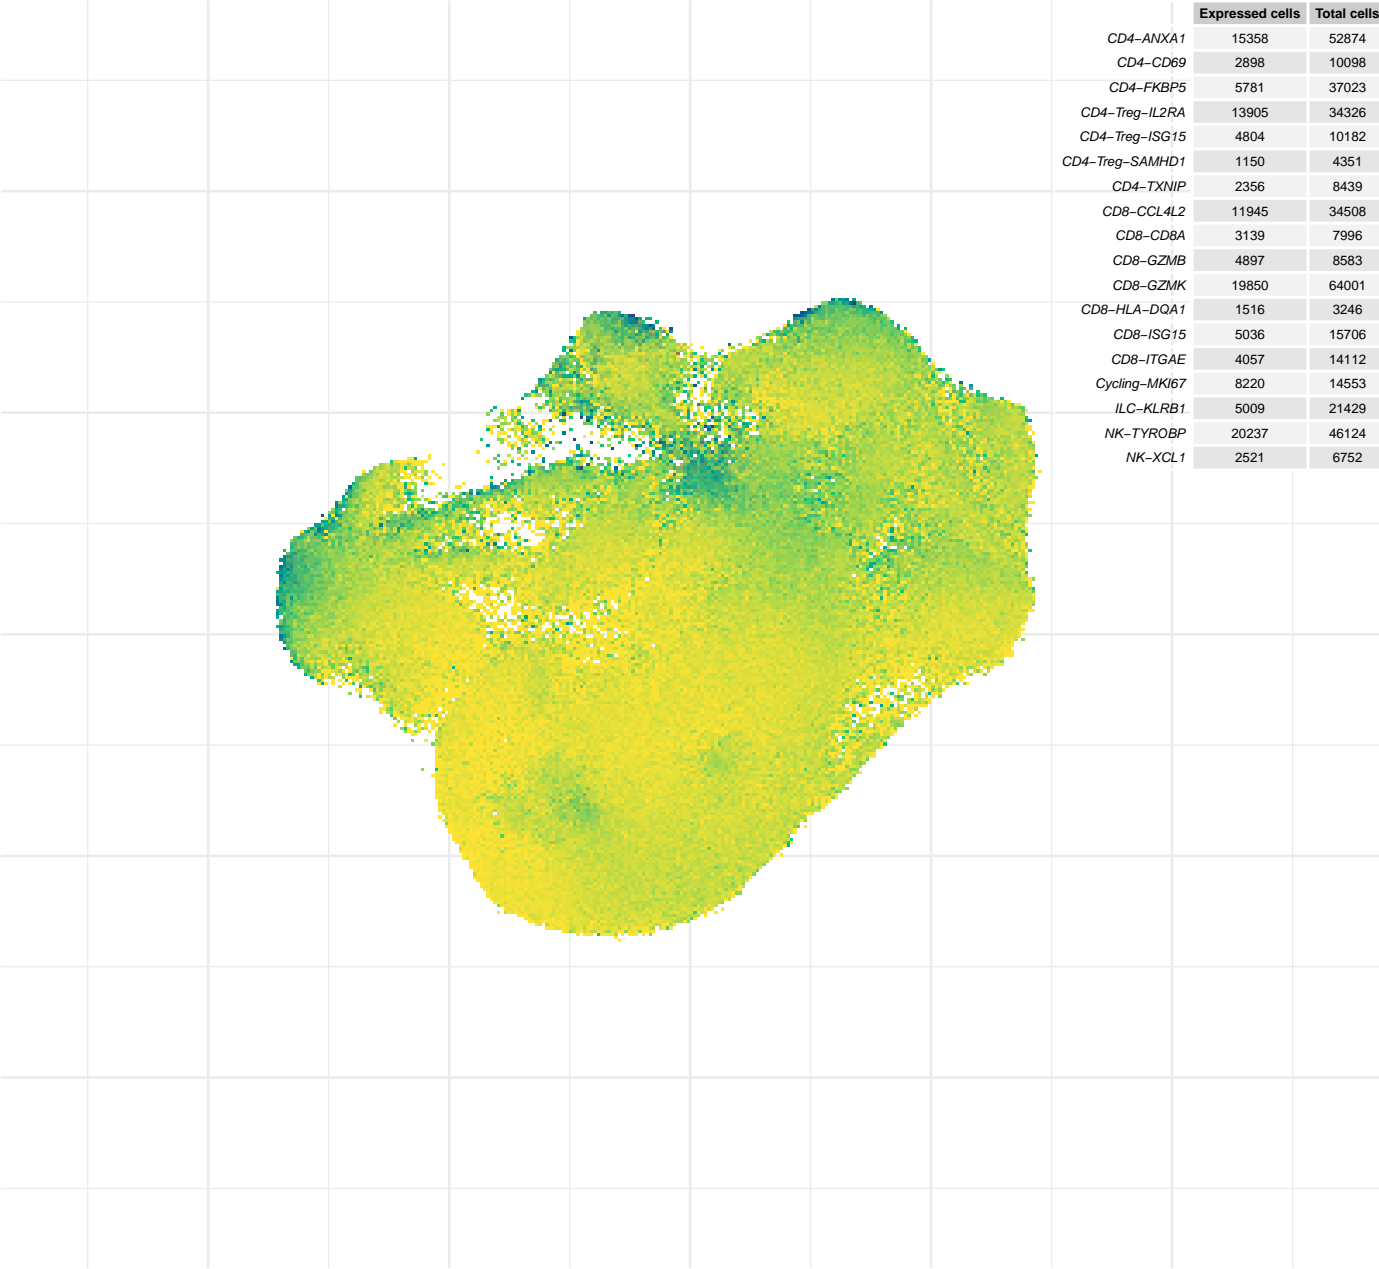 Expressed cells Total cells
CD4−ANXA1 15358 52874
CD4−CD69 2898 10098
CD4−FKBP5 5781 37023
CD4−Treg−IL2RA 13905 34326
CD4−Treg−ISG15 4804 10182
CD4−Treg−SAMHD1 1150 4351
CD4−TXNIP 2356 8439
CD8−CCL4L2 11945 34508
CD8−CD8A 3139 7996
CD8−GZMB 4897 8583
CD8−GZMK 19850 64001
CD8−HLA−DQA1 1516 3246
CD8−ISG15 5036 15706
CD8−ITGAE 4057 14112
Cycling−MKI67 8220 14553
ILC−KLRB1 5009 21429
NK−TYROBP 20237 46124
NK−XCL1 2521 6752